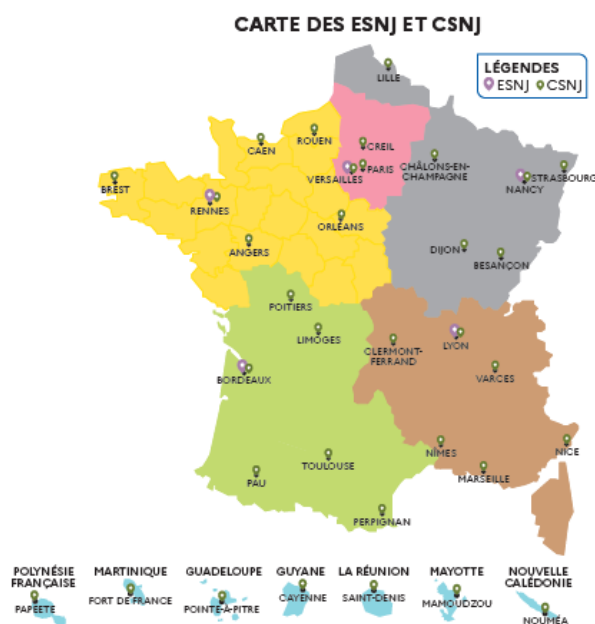 CARTE DES ESNJ ET CSNJ
LÉGENDES
ESNJ CSNJ
LILLE
ROUEN
CAEN
CREIL
PARIS
VERSAILLES
CHÂLONS-EN-
CHAMPAGNE
STRASBOURG
NANCY
BREST
RENNES
ORLÉANS
ANGERS
DIJON
BESANÇON
POITIERS
LIMOGES
CLERMONT-
FERRAND
LYON
VARCES
BORDEAUX
NÎMES
NICE
TOULOUSE
MARSEILLE
PAU
PERPIGNAN
POLYNÉSIE
FRANÇAISE
PAPEETE
MARTINIQUE
FORT DE FRANCE
GUADELOUPE
POINTE-À-PITRE
GUYANE
CAYENNE
LA RÉUNION
SAINT-DENIS
MAYOTTE
MAMOUDZOU
NOUVELLE
CALÉDONIE
NOUMÉA